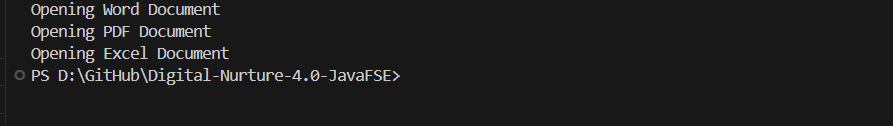 Opening Word Document
Opening PDF Document
Opening Excel Document
PS D:\GitHub\Digital-Nurture-4.0-JavaFSE>